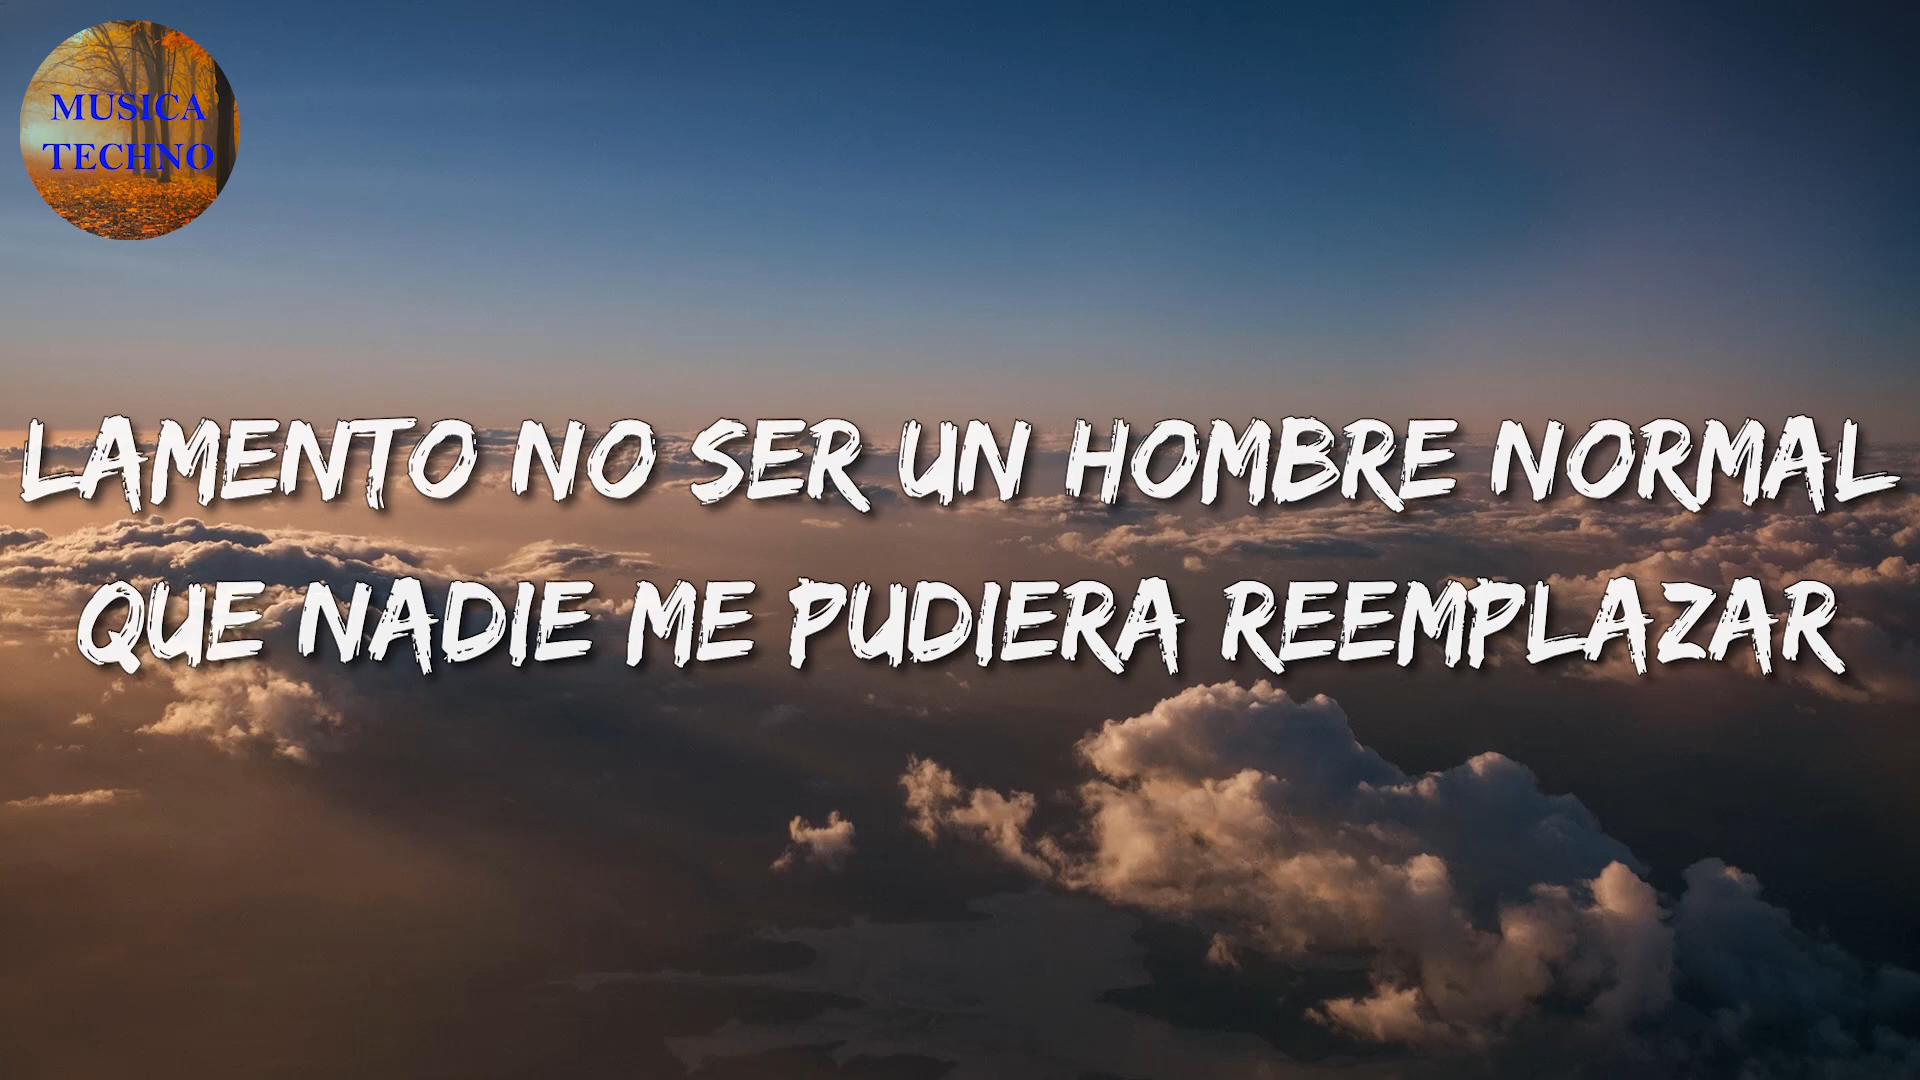 MUSICA
TECHNO
LAMENTO NO SER UN HOMBRE NORMAL
QUE NADIE ME PUDIERA REEMPLAZAR